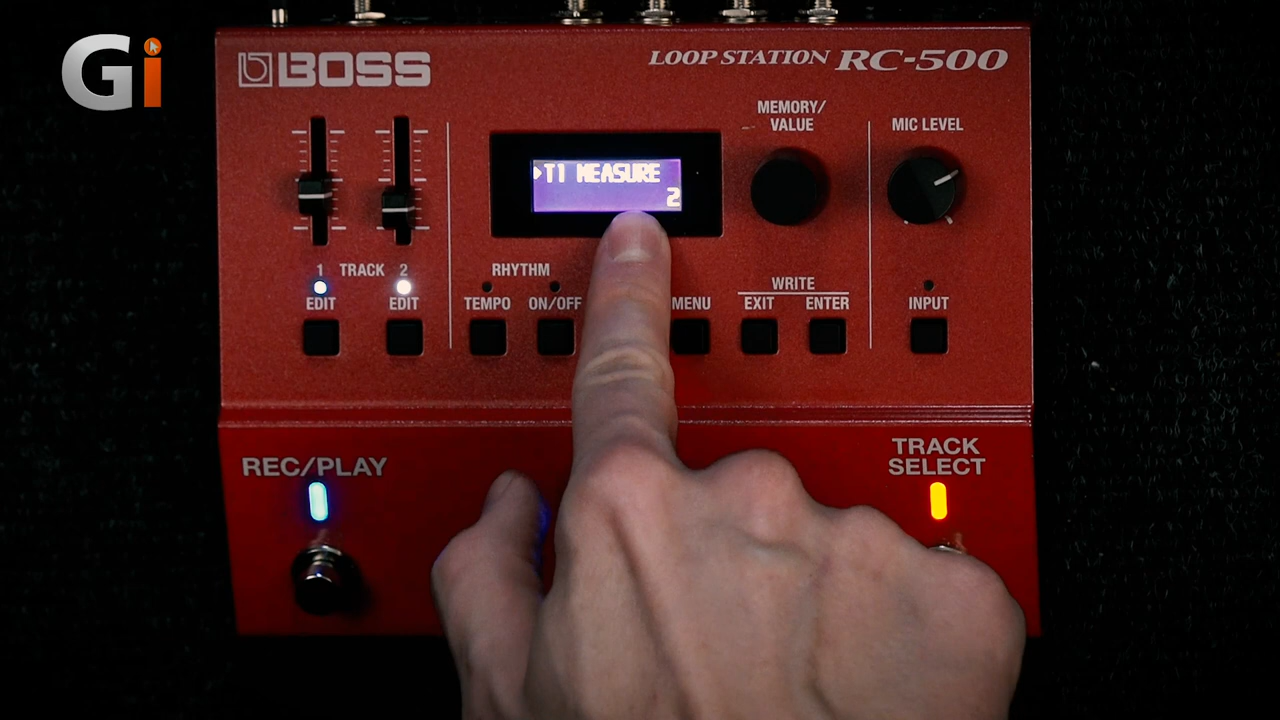 Gi
BOSS
LOOP STATION RC-500
MEMORY/
VALUE
MIC LEVEL
T1 MEASURE
2
1 TRACK 2
EDIT EDIT
RHYTHM
TEMPO ON/OFF
MENU
WRITE
EXIT ENTER
INPUT
REC/PLAY
TRACK
SELECT